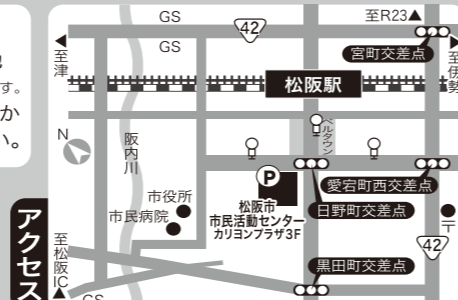 GS
42
至R23▲
GS
宮町交差点
◀至津
▶至伊勢
す。
か
い。
松阪駅
N
阪内川
ベルタウン
P
愛宕町西交差点
市役所
市民病院
松阪市
市民活動センター
カリヨンプラザ3F
日野町交差点
〒
アクセス
至松阪IC▲
42
黒田町交差点
GS